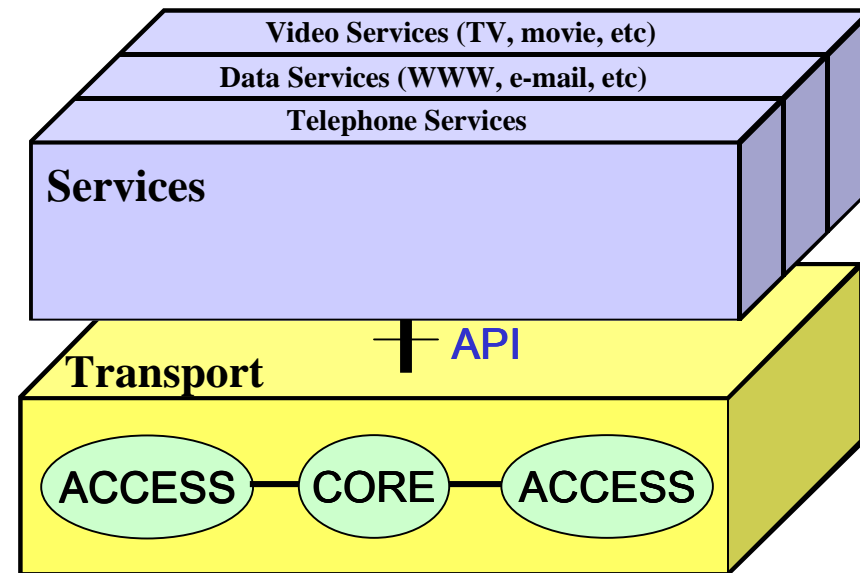 Video Services (TV, movie, etc)
Data Services (WWW, e-mail, etc)
Telephone Services
Services
API
Transport
ACCESS
CORE
ACCESS